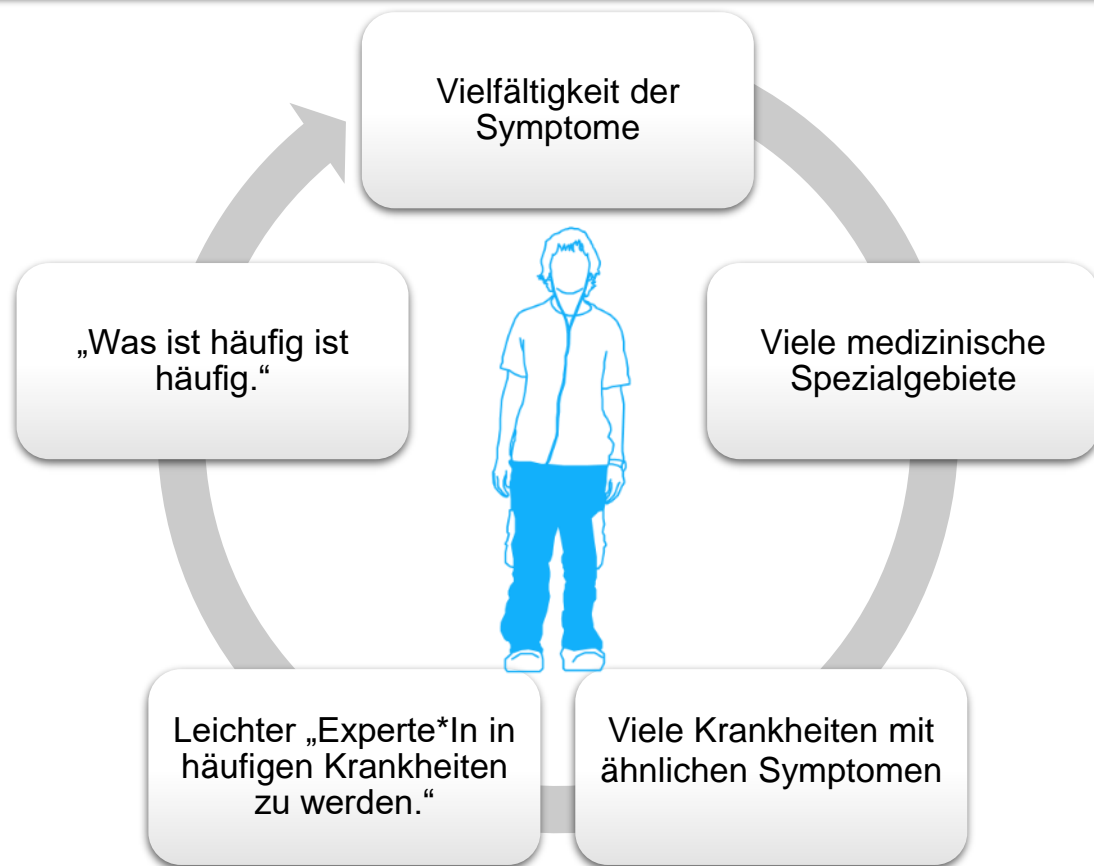 Vielfältigkeit der
Symptome
Viele medizinische
Spezialgebiete
Viele Krankheiten mit
ähnlichen Symptomen
Leichter „Experte*In in
häufigen Krankheiten
zu werden.“
„Was ist häufig ist
häufig.“